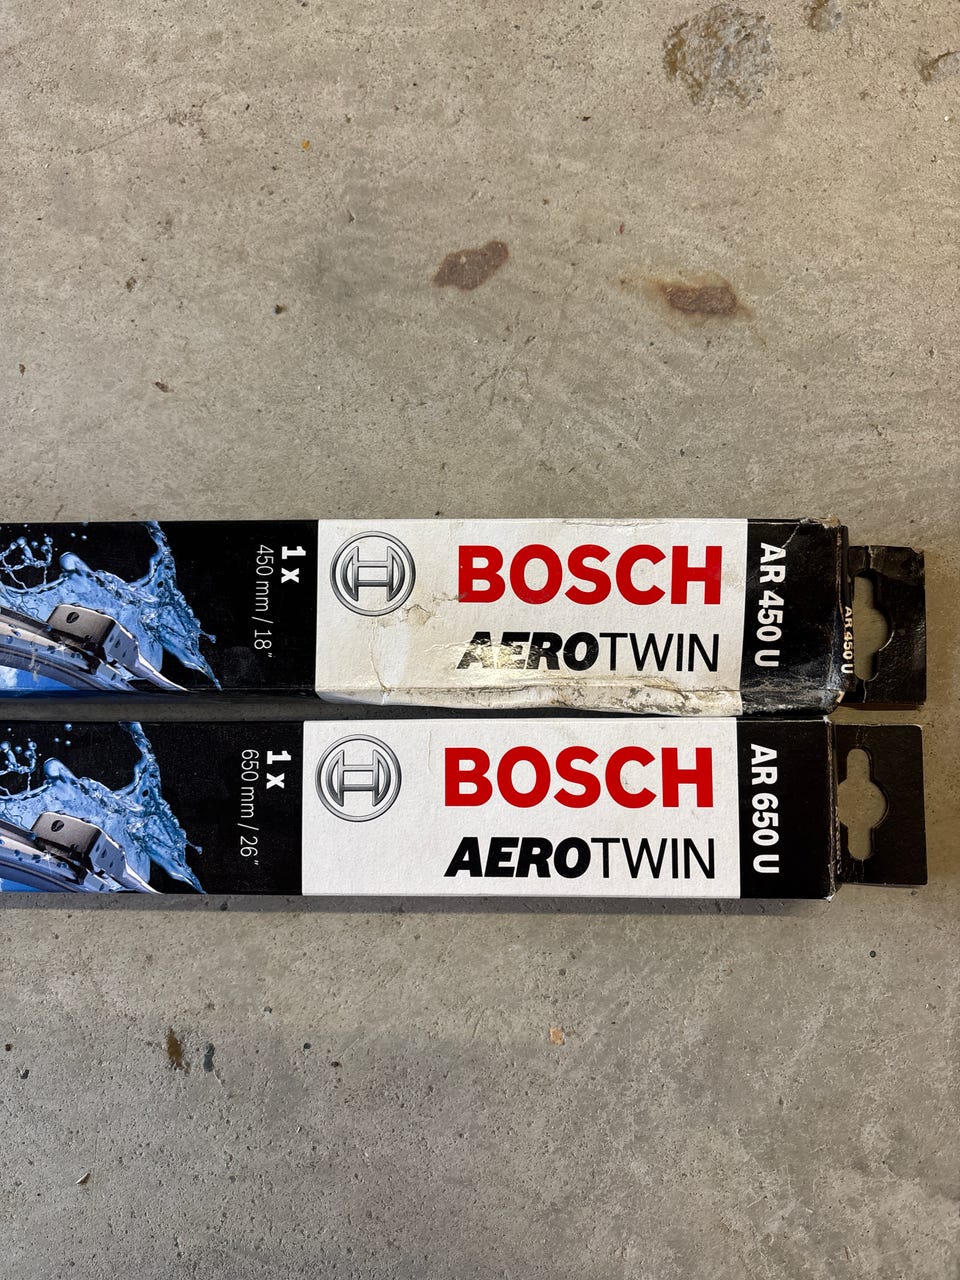 1 x
450 mm / 18"
BOSCH
AEROTWIN
AR 450 U
AR 450 U
1 x
650 mm / 26"
BOSCH
AEROTWIN
AR 650 U